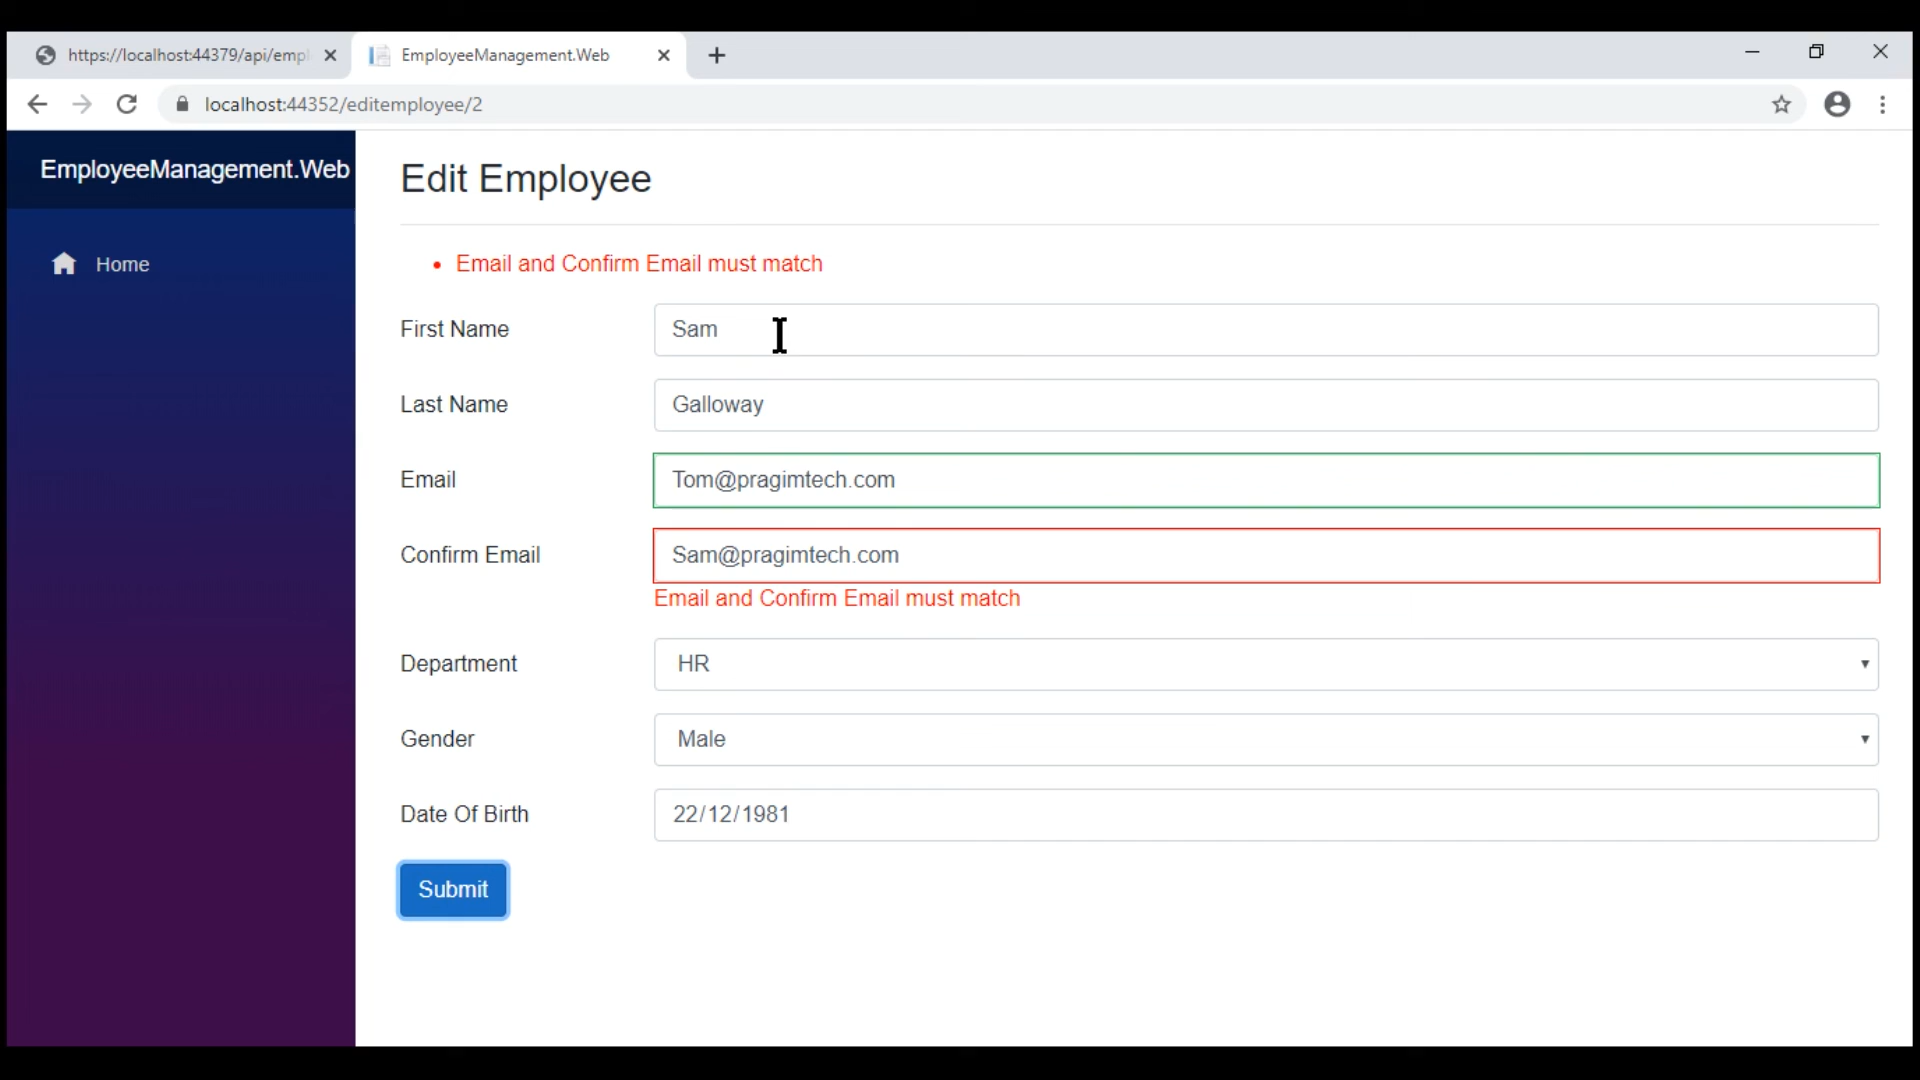 https://localhost:44379/api/emp
EmployeeManagement.Web
localhost:44352/editemployee/2
EmployeeManagement.Web
Home
Edit Employee
Email and Confirm Email must match
First Name Sam
Last Name Galloway
Email Tom@pragimtech.com
Confirm Email Sam@pragimtech.com
Email and Confirm Email must match
Department HR
Gender Male
Date Of Birth 22/12/1981
Submit